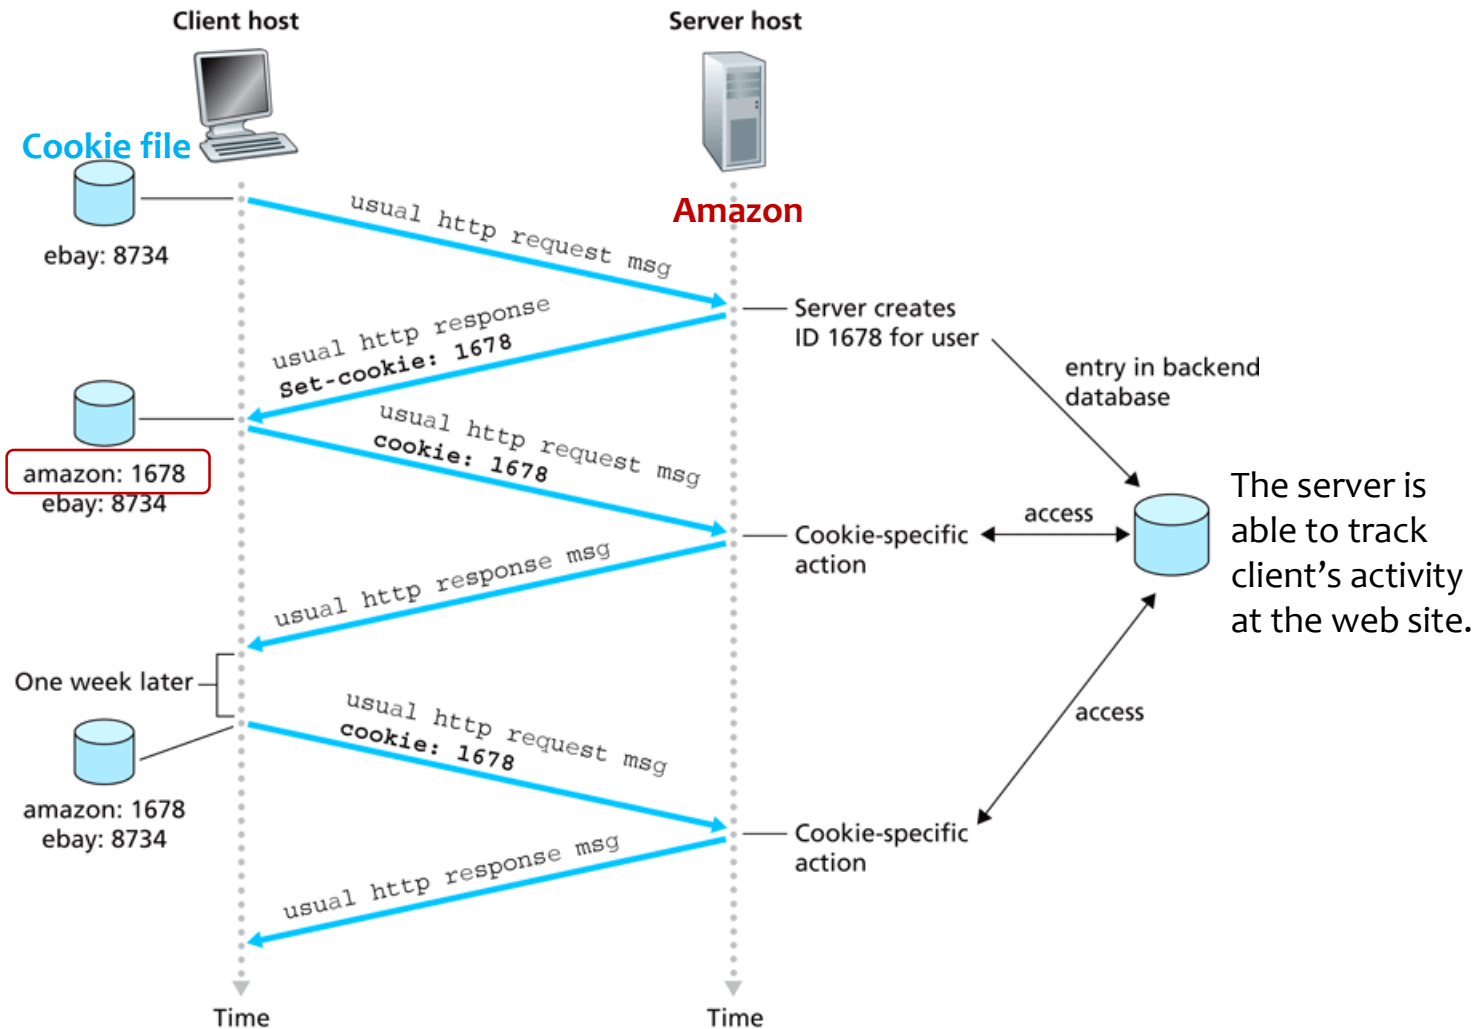 Client host
Server host
Cookie file
Amazon
usual http request msg
ebay: 8734
Server creates
ID 1678 for user
usual http response
Set-cookie: 1678
entry in backend
database
usual http request msg
cookie: 1678
amazon: 1678
ebay: 8734
The server is
able to track
client’s activity
at the web site.
access
Cookie-specific
action
usual http response msg
One week later
usual http request msg
cookie: 1678
access
amazon: 1678
ebay: 8734
Cookie-specific
action
usual http response msg
Time
Time